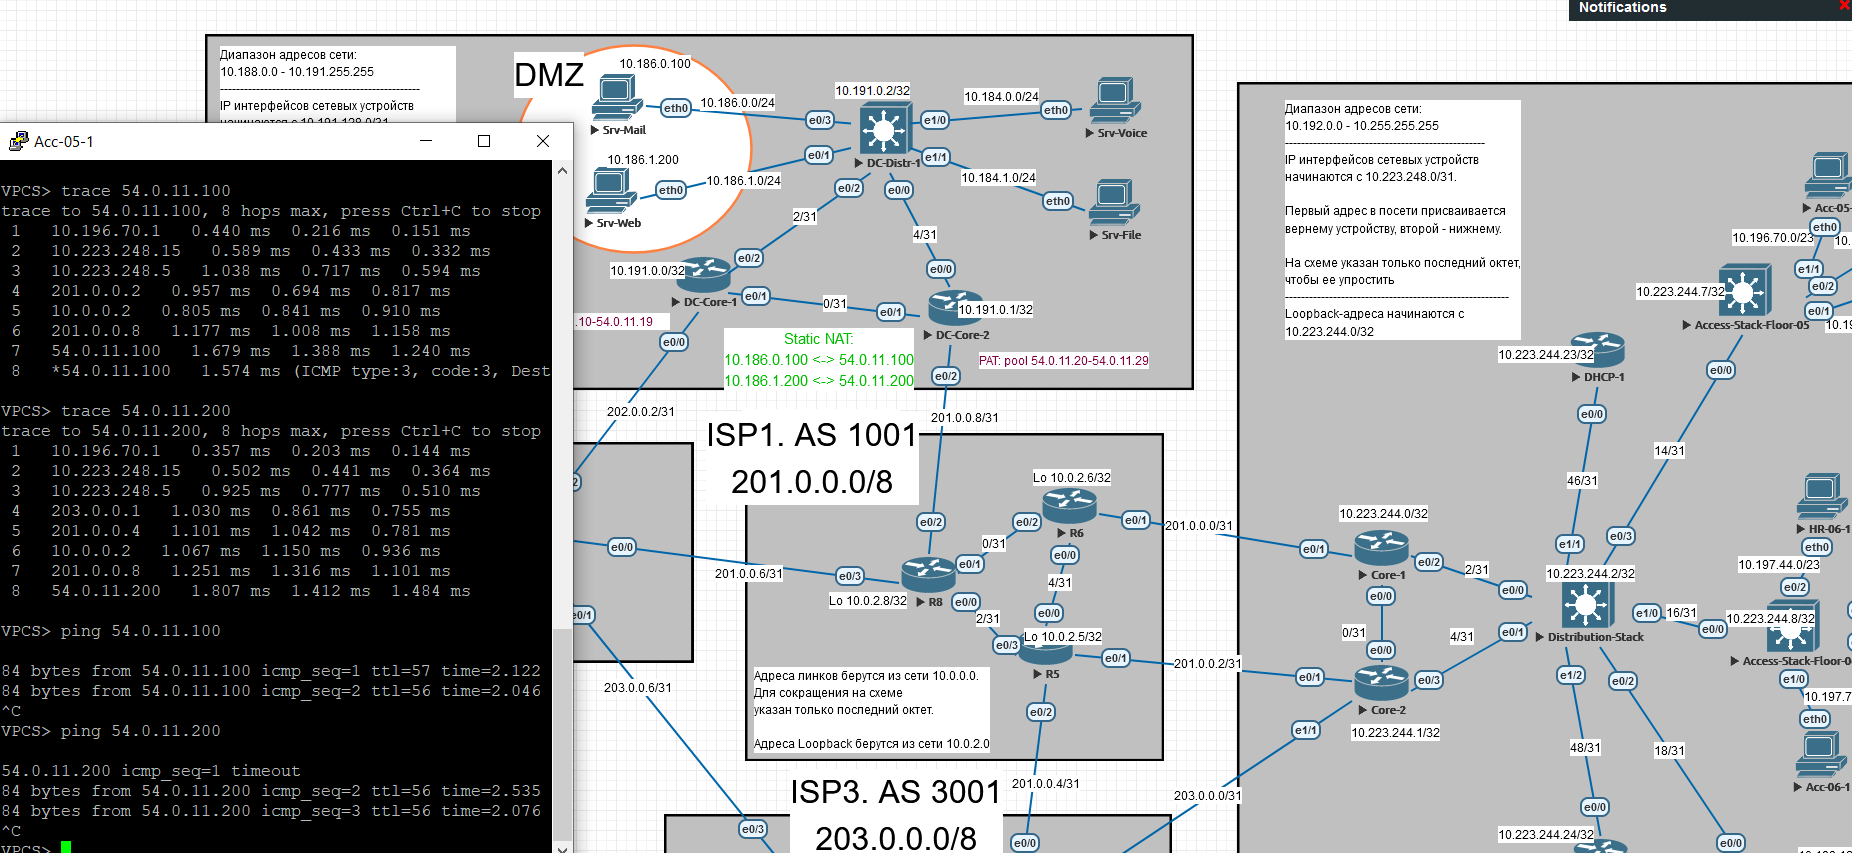 Notifications
Диапазон адресов сети:
10.188.0.0 - 10.191.255.255
IP интерфейсов сетевых устройств
начинаются с 10.191.128.0/31
DMZ
10.186.0.100
eth0
10.186.0.0/24
Srv-Mail
10.186.1.200
eth0
10.186.1.0/24
Srv-Web
10.191.0.2/32
e0/3
e1/0
e0/1
e1/1
DC-Distr-1
e0/2
e0/0
10.184.0.0/24
eth0
Srv-Voice
10.184.1.0/24
eth0
Srv-File
2/31
4/31
10.191.0.0/32
e0/2
DC-Core-1
e0/1
0/31
e0/0
e0/0
e0/1
10.191.0.1/32
DC-Core-2
e0/2
.10-54.0.11.19
Static NAT:
10.186.0.100 <-> 54.0.11.100
10.186.1.200 <-> 54.0.11.200
PAT: pool 54.0.11.20-54.0.11.29
202.0.0.2/31
201.0.0.8/31
Acc-05-1
VPCS> trace 54.0.11.100
trace to 54.0.11.100, 8 hops max, press Ctrl+C to stop
1 10.196.70.1 0.440 ms 0.216 ms 0.151 ms
2 10.223.248.15 0.589 ms 0.433 ms 0.332 ms
3 10.223.248.5 1.038 ms 0.717 ms 0.594 ms
4 201.0.0.2 0.957 ms 0.694 ms 0.817 ms
5 10.0.0.2 0.805 ms 0.841 ms 0.910 ms
6 201.0.0.8 1.177 ms 1.008 ms 1.158 ms
7 54.0.11.100 1.679 ms 1.388 ms 1.240 ms
8 *54.0.11.100 1.574 ms (ICMP type:3, code:3, Dest
VPCS> trace 54.0.11.200
trace to 54.0.11.200, 8 hops max, press Ctrl+C to stop
1 10.196.70.1 0.357 ms 0.203 ms 0.144 ms
2 10.223.248.15 0.502 ms 0.441 ms 0.364 ms
3 10.223.248.5 0.925 ms 0.777 ms 0.510 ms
4 203.0.0.1 1.030 ms 0.861 ms 0.755 ms
5 201.0.0.4 1.101 ms 1.042 ms 0.781 ms
6 10.0.0.2 1.067 ms 1.150 ms 0.936 ms
7 201.0.0.8 1.251 ms 1.316 ms 1.101 ms
8 54.0.11.200 1.807 ms 1.412 ms 1.484 ms
VPCS> ping 54.0.11.100
84 bytes from 54.0.11.100 icmp_seq=1 ttl=57 time=2.122
84 bytes from 54.0.11.100 icmp_seq=2 ttl=56 time=2.046
^C
VPCS> ping 54.0.11.200
54.0.11.200 icmp_seq=1 timeout
84 bytes from 54.0.11.200 icmp_seq=2 ttl=56 time=2.535
84 bytes from 54.0.11.200 icmp_seq=3 ttl=56 time=2.076
^C
VPCS>
ISP1. AS 1001
201.0.0.0/8
e0/0
e0/1
203.0.0.6/31
e0/3
201.0.0.6/31
e0/3
e0/2
Lo 10.0.2.8/32
R8
e0/1
e0/0
0/31
2/31
Lo 10.0.2.6/32
e0/2
e0/1
R6
e0/0
4/31
e0/0
Lo 10.0.2.5/32
e0/3
e0/1
R5
e0/2
201.0.0.0/31
201.0.0.2/31
201.0.0.4/31
203.0.0.0/31
Адреса линков берутся из сети 10.0.0.0.
Для сокращения на схеме
указан только последний октет.
Адреса Loopback берутся из сети 10.0.2.0
ISP3. AS 3001
203.0.0.0/8
e0/0
Диапазон адресов сети:
10.192.0.0 - 10.255.255.255
IP интерфейсов сетевых устройств
начинаются с 10.223.248.0/31.
Первый адрес в посети присваивается
вернему устройству, второй - нижнему.
На схеме указан только последний октет,
чтобы ее упростить
Loopback-адреса начинаются с
10.223.244.0/32
Acc-05-
eth0
10.196.70.0/23
10.
e1/1
e0/2
e0/1
10.223.244.7/32
Access-Stack-Floor-05
10.19
e0/3
10.223.244.23/32
DHCP-1
e0/0
e0/0
14/31
46/31
10.223.244.0/32
e0/1
Core-1
e0/2
e0/0
2/31
e0/0
0/31
4/31
e0/0
e0/1
Core-2
e0/3
e1/1
10.223.244.1/32
e1/1
e0/3
10.223.244.2/32
e0/1
Distribution-Stack
e1/0
16/31
e0/0
e1/2
e0/2
HR-06-1
eth0
10.197.44.0/23
e0/2
10.223.244.8/32
Access-Stack-Floor-0
e1/0
10.197.7
eth0
Acc-06-1
48/31
18/31
e0/0
10.223.244.24/32
e0/0